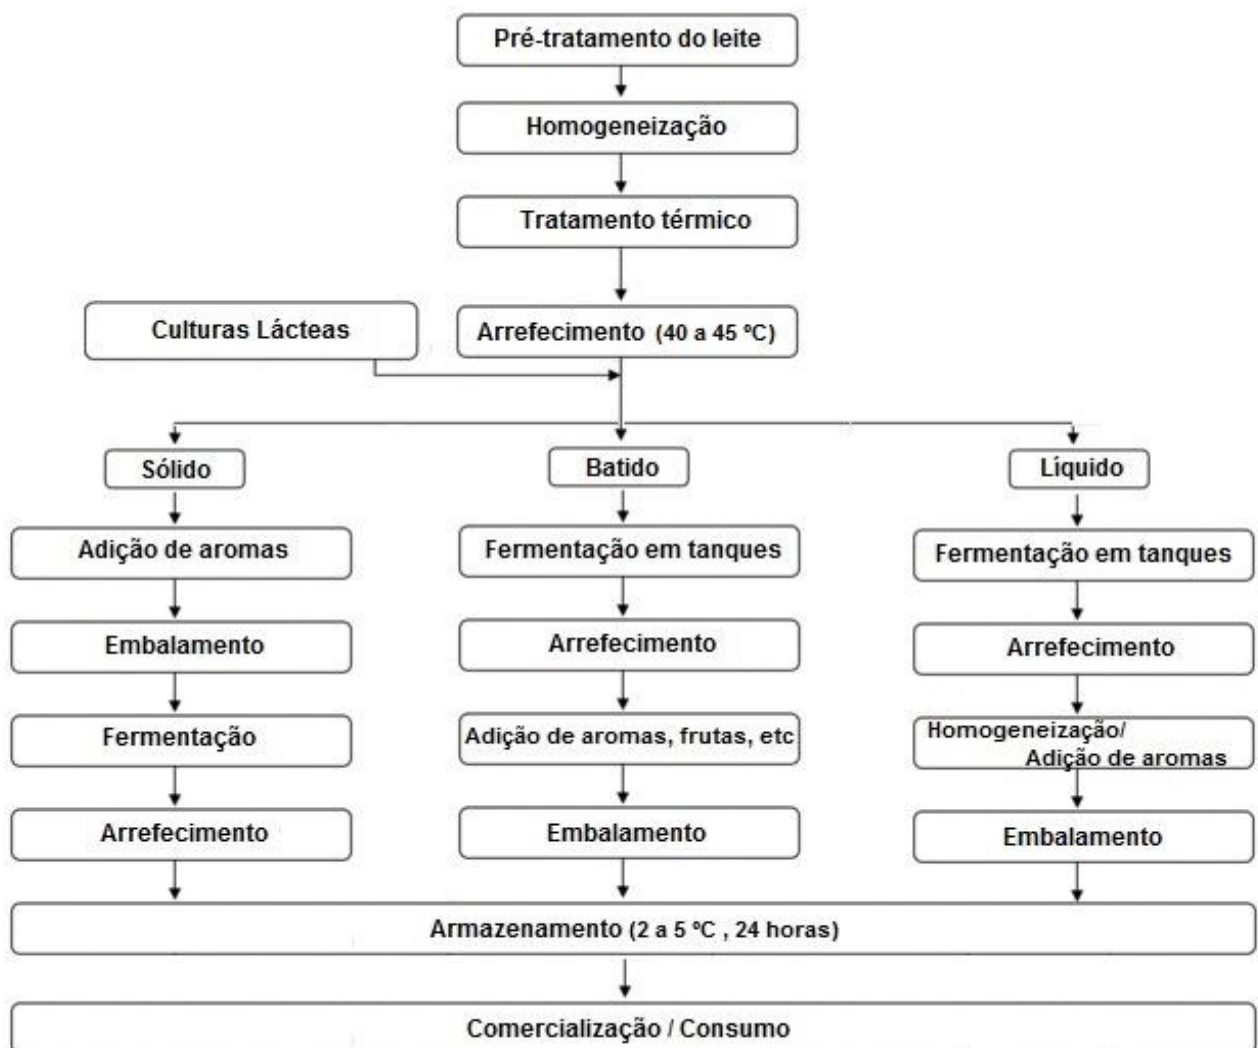 Pré-tratamento do leite
Homogeneização
Tratamento térmico
Culturas Lácteas
Arrefecimento (40 a 45 ºC)
Sólido
Batido
Líquido
Adição de aromas
Fermentação em tanques
Fermentação em tanques
Embalamento
Arrefecimento
Arrefecimento
Fermentação
Adição de aromas, frutas, etc
Homogeneização/
Adição de aromas
Arrefecimento
Embalamento
Embalamento
Armazenamento (2 a 5 ºC , 24 horas)
Comercialização / Consumo